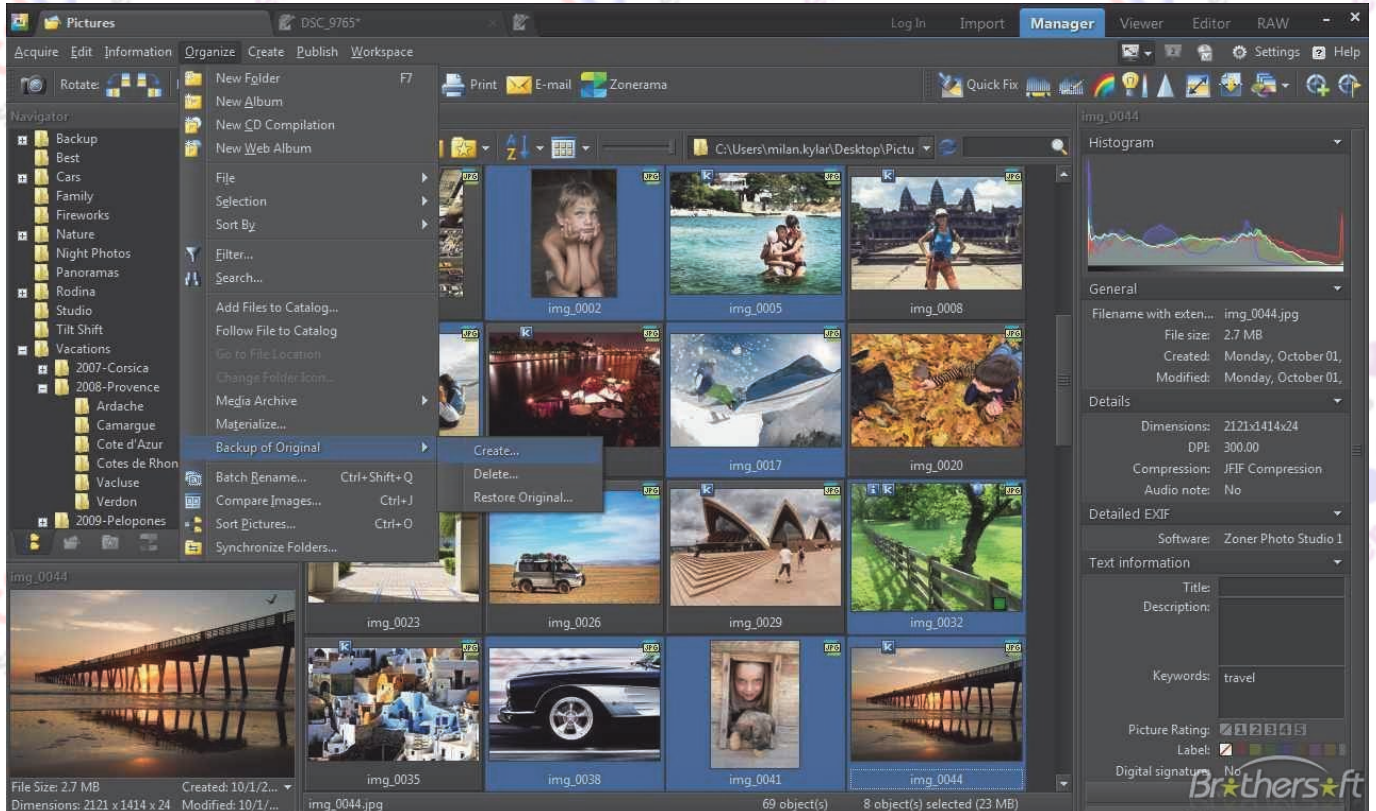 Pictures
DSC_9765*
Log In Import Manager Viewer Editor RAW
Acquire Edit Information Organize Create Publish Workspace
Settings Help
Rotate:
Print E-mail Zonerama
Quick Fix
Navigator
Backup
Best
Cars
Family
Fireworks
Nature
Night Photos
Panoramas
Rodina
Studio
Tilt Shift
Vacations
2007-Corsica
2008-Provence
Ardache
Camargue
Cote d'Azur
Cotes de Rhon
Vacluse
Verdon
2009-Pelopones
New Folder F7
New Album
New CD Compilation
New Web Album
File
Selection
Sort By
Filter...
Search...
Add Files to Catalog...
Follow File to Catalog
Go to File Location
Change Folder Icon...
Media Archive
Materialize...
Backup of Original
Batch Rename... Ctrl+Shift+Q
Compare Images... Ctrl+J
Sort Pictures... Ctrl+O
Synchronize Folders...
Create...
Delete...
Restore Original...
C:\Users\milan.kylar\Desktop\Pictu
img_0002 img_0005 img_0008
img_0017 img_0020
img_0023 img_0026 img_0029 img_0032
img_0035 img_0038 img_0041 img_0044
img_0044
File Size: 2.7 MB Created: 10/1/2...
Dimensions: 2121 x 1414 x 24 Modified: 10/1/...
img_0044.jpg
69 object(s) 8 object(s) selected (23 MB)
img_0044
Histogram
General
Filename with exten... img_0044.jpg
File size: 2.7 MB
Created: Monday, October 01,
Modified: Monday, October 01,
Details
Dimensions: 2121x1414x24
DPI: 300.00
Compression: JFIF Compression
Audio note: No
Detailed EXIF
Software: Zoner Photo Studio 1
Text information
Title:
Description:
Keywords: travel
Picture Rating: 1 2 3 4 5
Label:
Digital signature: No
Brothersoft